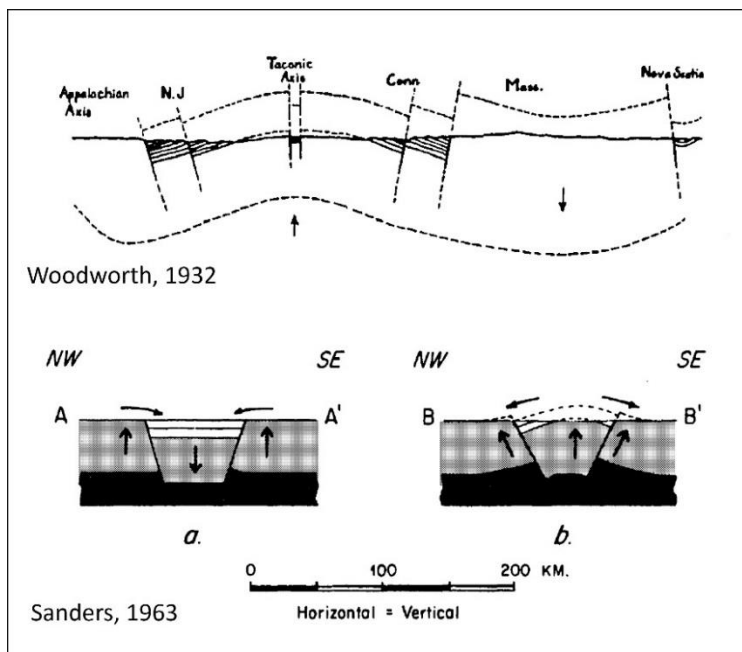 Appalachian Axis
N.J
Taconic Axis
Conn
Mass.
Nova Scotia
Woodworth, 1932
NW SE NW SE
A A' B B'
a. b.
0 100 200 KM.
Horizontal = Vertical
Sanders, 1963